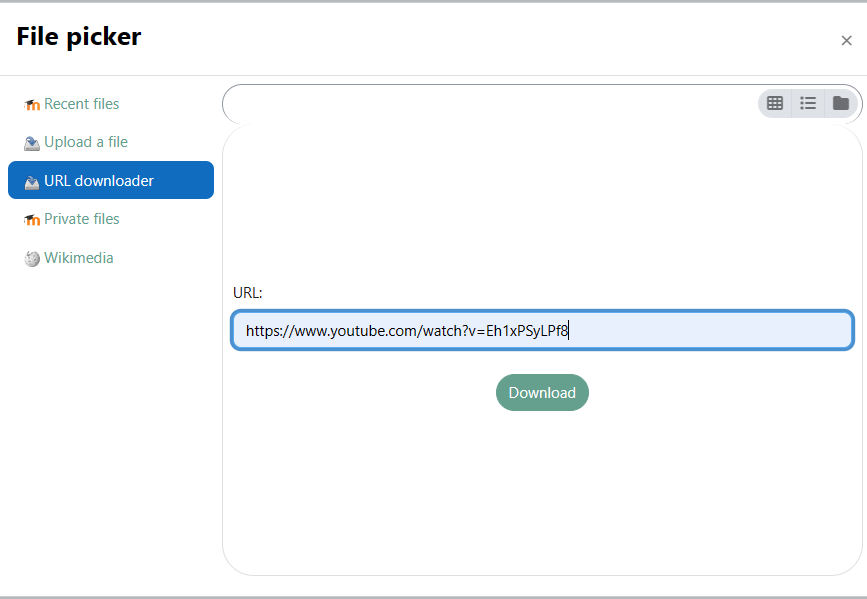 File picker
Recent files
Upload a file
URL downloader
Private files
Wikimedia
URL:
https://www.youtube.com/watch?v=Eh1xPSyLPf8
Download